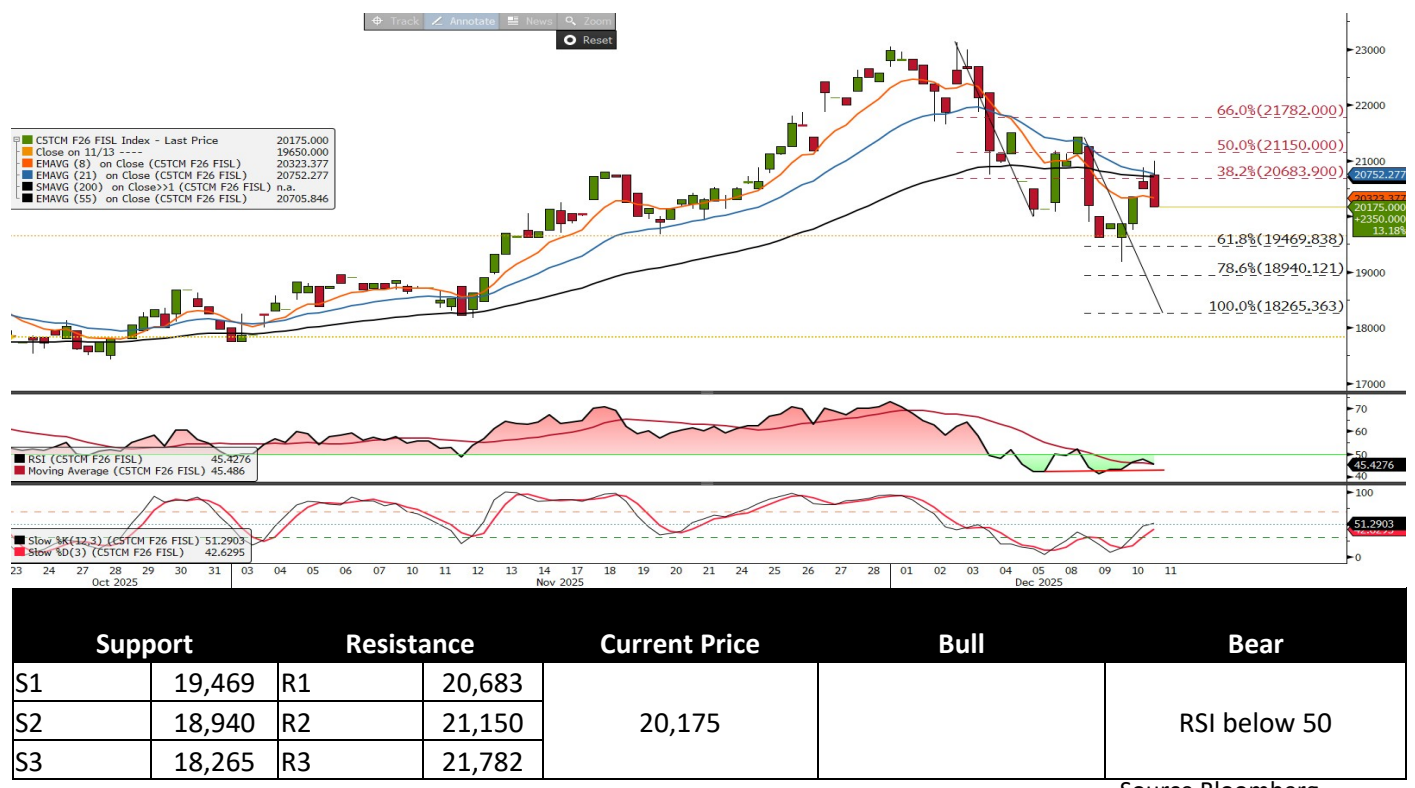 Track Annotate News Zoom
Reset
C5TCM F26 FISL Index - Last Price 20175.000
Close on 11/13 ---- 19650.000
EMAVG (8) on Close (C5TCM F26 FISL) 20323.377
EMAVG (21) on Close (C5TCM F26 FISL) 20752.277
SMAVG (200) on Close>>1 (C5TCM F26 FISL) n.a.
EMAVG (55) on Close (C5TCM F26 FISL) 20705.846
66.0%(21782.000)
50.0%(21150.000)
38.2%(20683.900)
61.8%(19469.838)
78.6%(18940.121)
100.0%(18265.363)
23000
22000
21000
20752.277
20323.377
20175.000
+2350.000
13.18%
19000
18000
17000
RSI (C5TCM F26 FISL) 45.4276
Moving Average (C5TCM F26 FISL) 45.486
70
60
50
45.4276
40
Slow %K(12,3) (C5TCM F26 FISL) 51.2903
Slow %D(3) (C5TCM F26 FISL) 42.6295
100
51.2903
42.6295
0
23 24 27 28 29 30 31 03 04 05 06 07 10 11 12 13 14 17 18 19 20 21 24 25 26 27 28 01 02 03 04 05 08 09 10 11
Oct 2025 Nov 2025 Dec 2025
Support Resistance Current Price Bull Bear
S1 19,469 R1 20,683
S2 18,940 R2 21,150 20,175 RSI below 50
S3 18,265 R3 21,782
Source Bloomberg